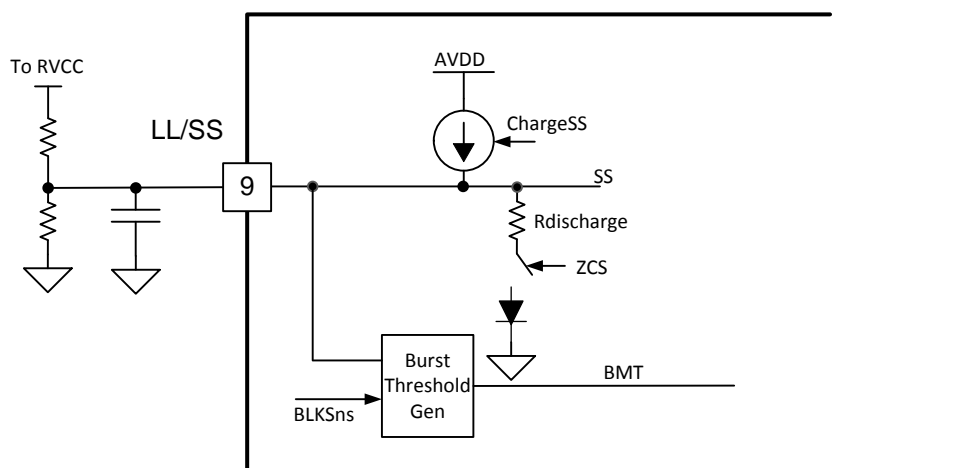 To RVCC
AVDD
LL/SS
ChargeSS
9
SS
Rdischarge
ZCS
Burst
Threshold
Gen
BMT
BLKSns